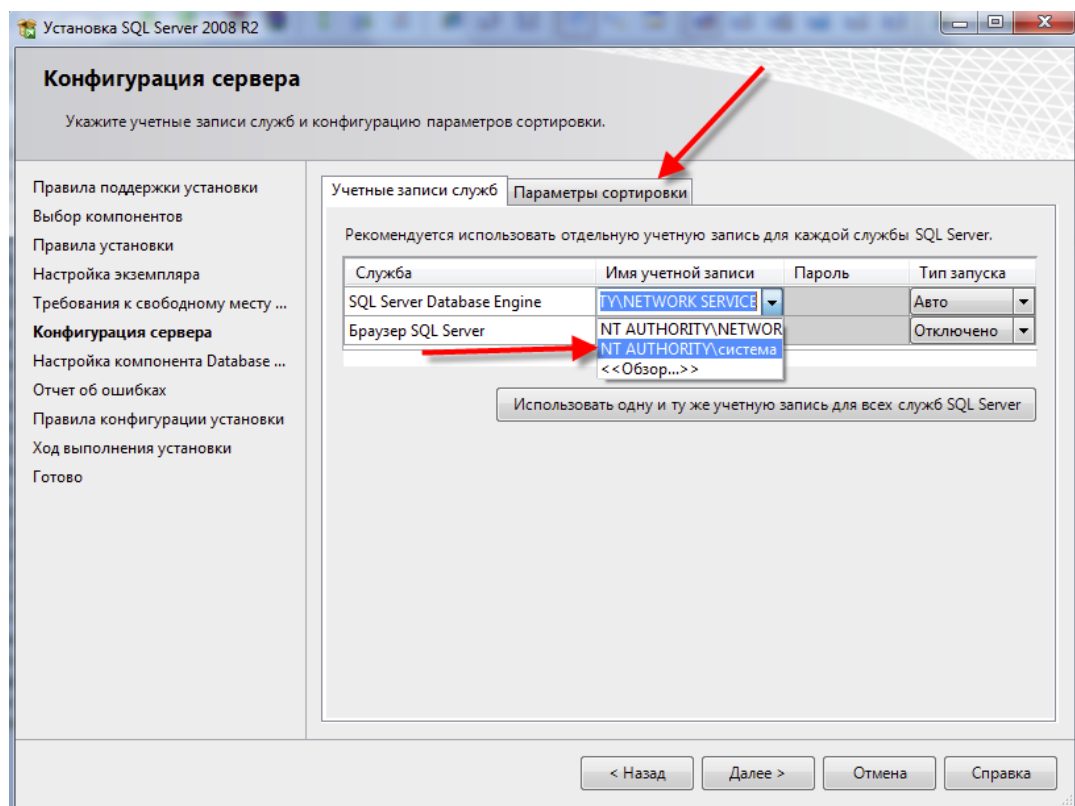 Установка SQL Server 2008 R2
Конфигурация сервера
Укажите учетные записи служб и конфигурацию параметров сортировки.
Правила поддержки установки
Выбор компонентов
Правила установки
Настройка экземпляра
Требования к свободному месту ...
Конфигурация сервера
Настройка компонента Database ...
Отчет об ошибках
Правила конфигурации установки
Ход выполнения установки
Готово
Учетные записи служб Параметры сортировки
Рекомендуется использовать отдельную учетную запись для каждой службы SQL Server.
Служба Имя учетной записи Пароль Тип запуска
SQL Server Database Engine TY\NETWORK SERVICE Авто
Браузер SQL Server NT AUTHORITY\NETWOR Отключено
NT AUTHORITY\система
<<Обзор...>>
Использовать одну и ту же учетную запись для всех служб SQL Server
< Назад Далее > Отмена Справка